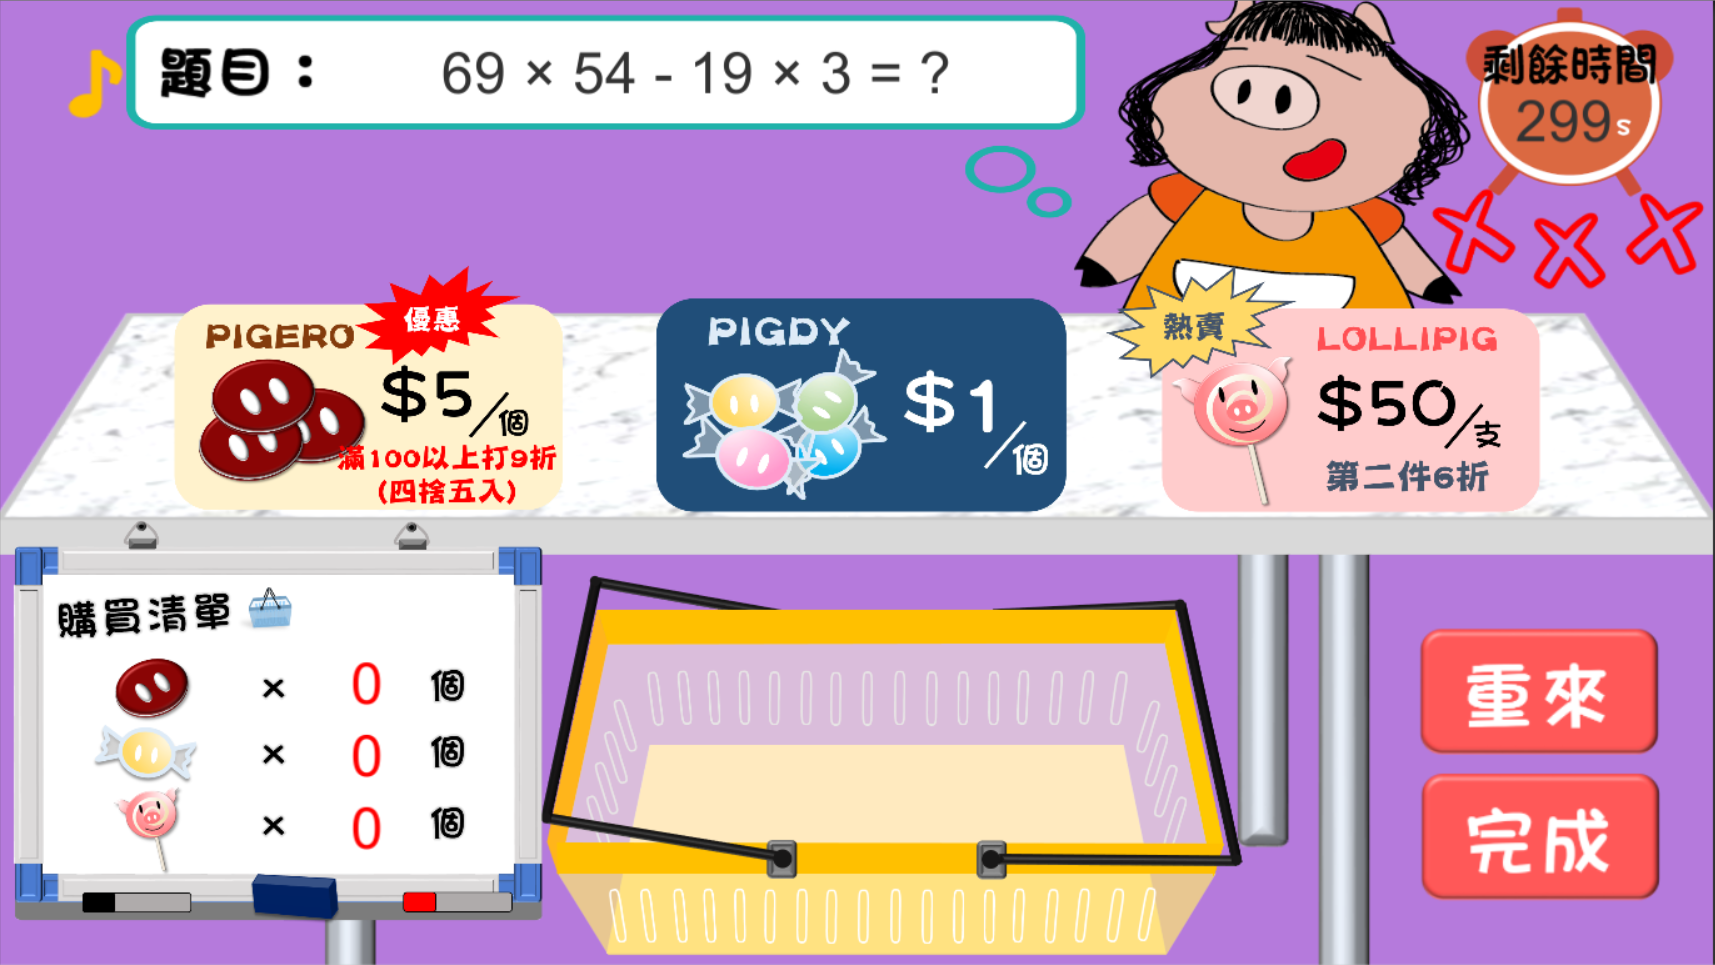 題目： 69 × 54 - 19 × 3 = ?
剩餘時間
299s
PIGERO
優惠
$5/個
滿100以上打9折
(四捨五入)
PIGDY
$1/個
熱賣
LOLLIPIG
$50/支
第二件6折
購買清單
× 0 個
× 0 個
× 0 個
重來
完成